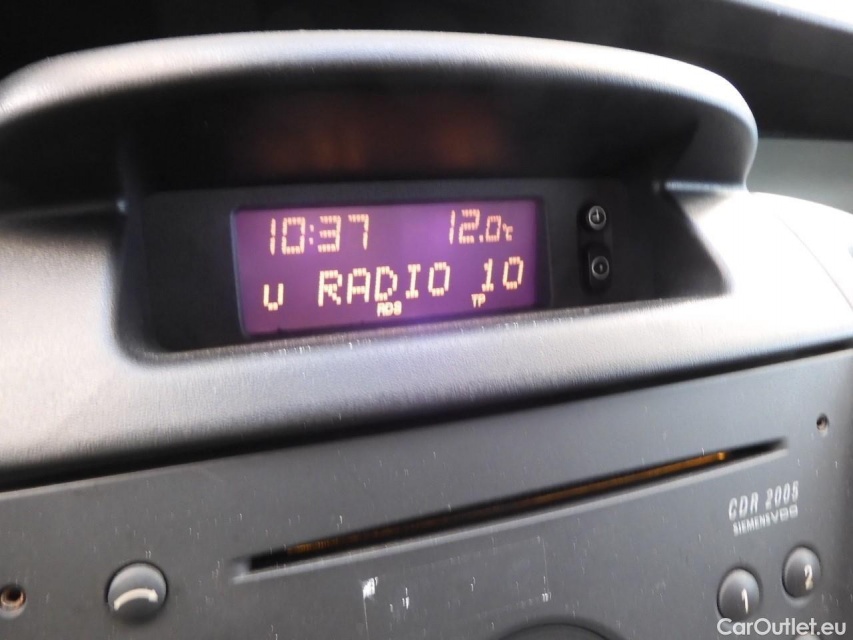 10:37 12.0°c
u RADIO 10
RDS TP
CDR 2005
SIEMENS VDO
1 2
CarOutlet.eu